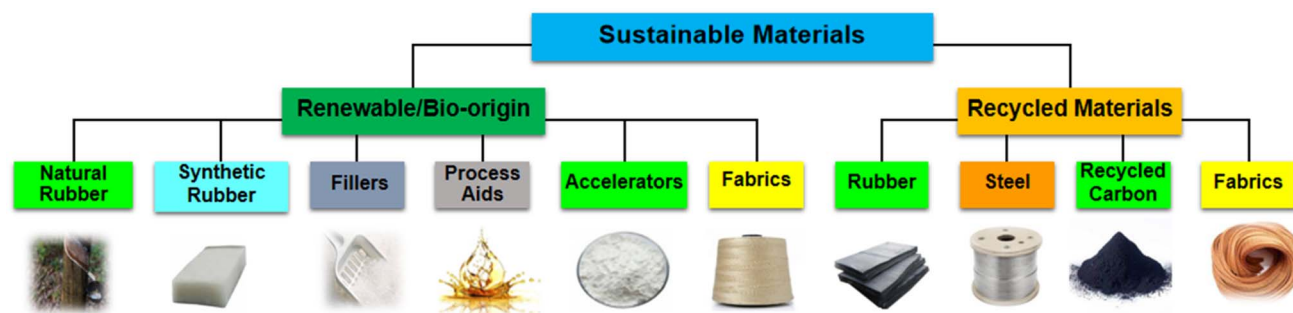 Sustainable Materials
Renewable/Bio-origin
Recycled Materials
Natural
Rubber
Synthetic
Rubber
Fillers
Process
Aids
Accelerators
Fabrics
Rubber
Steel
Recycled
Carbon
Fabrics